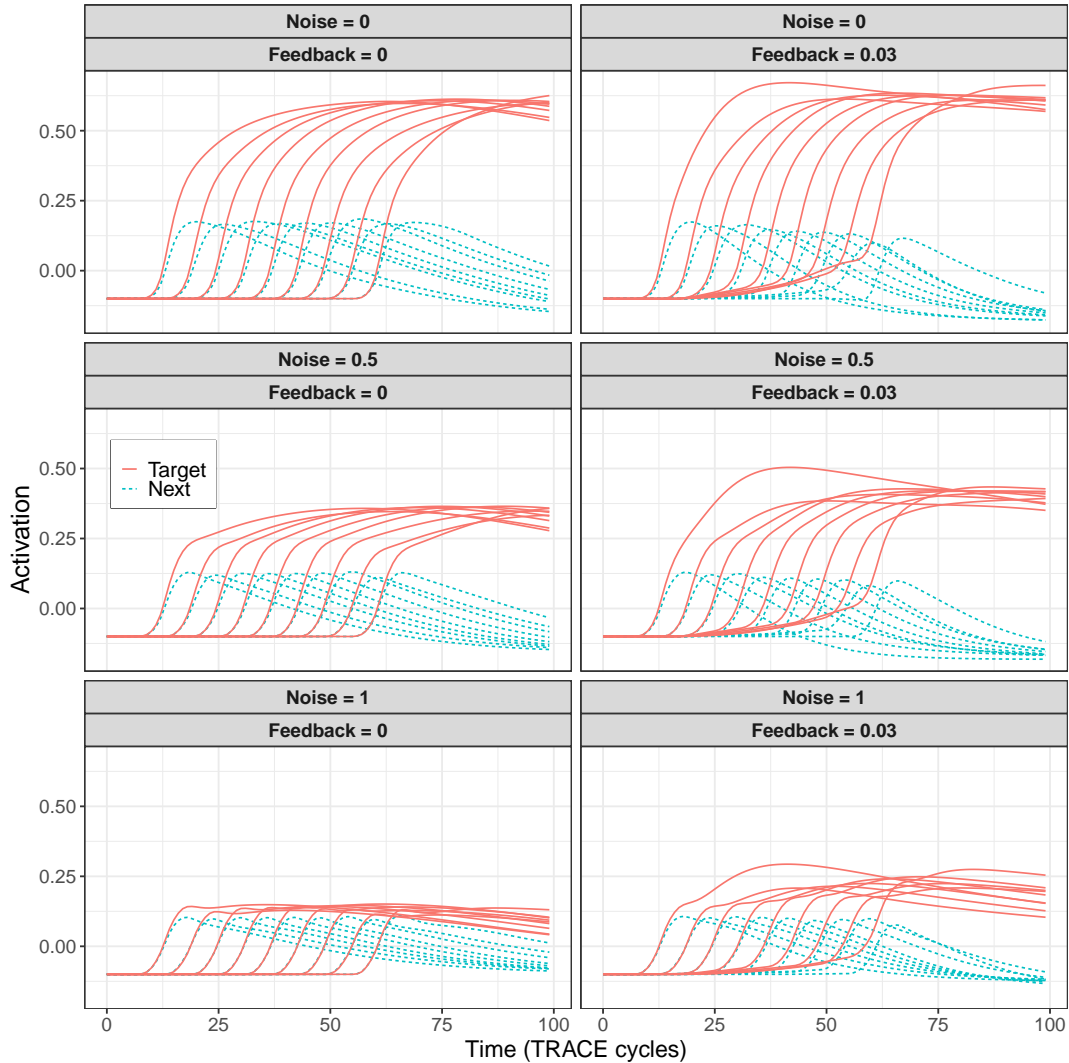 Noise = 0
Noise = 0
Feedback = 0
Feedback = 0.03
0.50
0.25
0.00
Noise = 0.5
Noise = 0.5
Feedback = 0
Feedback = 0.03
0.50
0.25
0.00
Target
Next
Activation
Noise = 1
Noise = 1
Feedback = 0
Feedback = 0.03
0.50
0.25
0.00
0 25 50 75 100
0 25 50 75 100
Time (TRACE cycles)